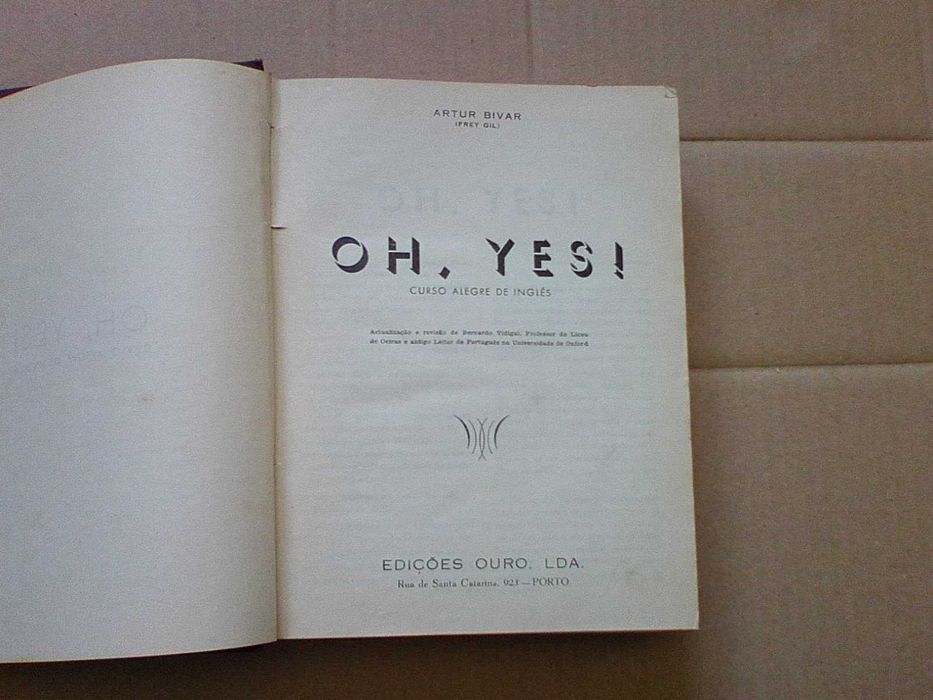 ARTUR BIVAR
(FREY GIL)
OH, YES!
CURSO ALEGRE DE INGLÊS
Actualização e revisão de Bernardo Vidigal, Professor do Liceu
de Oeiras e antigo Leitor de Português na Universidade de Oxford
EDIÇÕES OURO, LDA.
Rua de Santa Catarina, 923 — PORTO